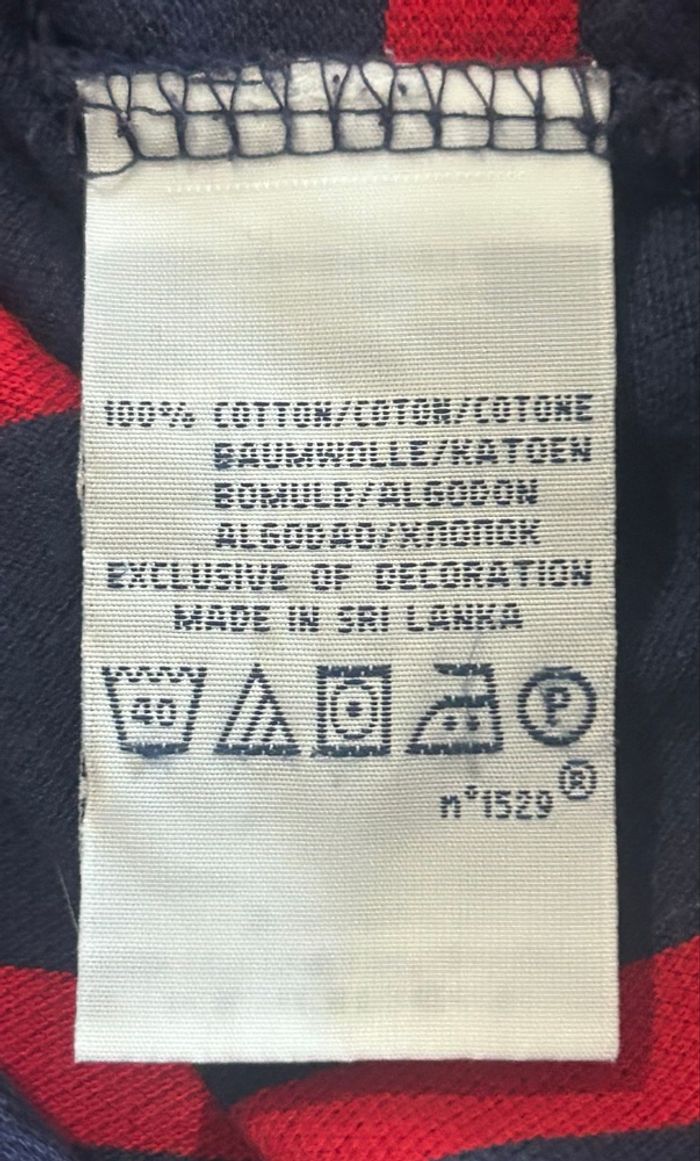 100% COTTON/COTON/COTONE
BAUMWOLLE/KATOEN
BOMULD/ALGODON
ALGODAO/ХЛОПОК
EXCLUSIVE OF DECORATION
MADE IN SRI LANKA
40 P
®
n°1529